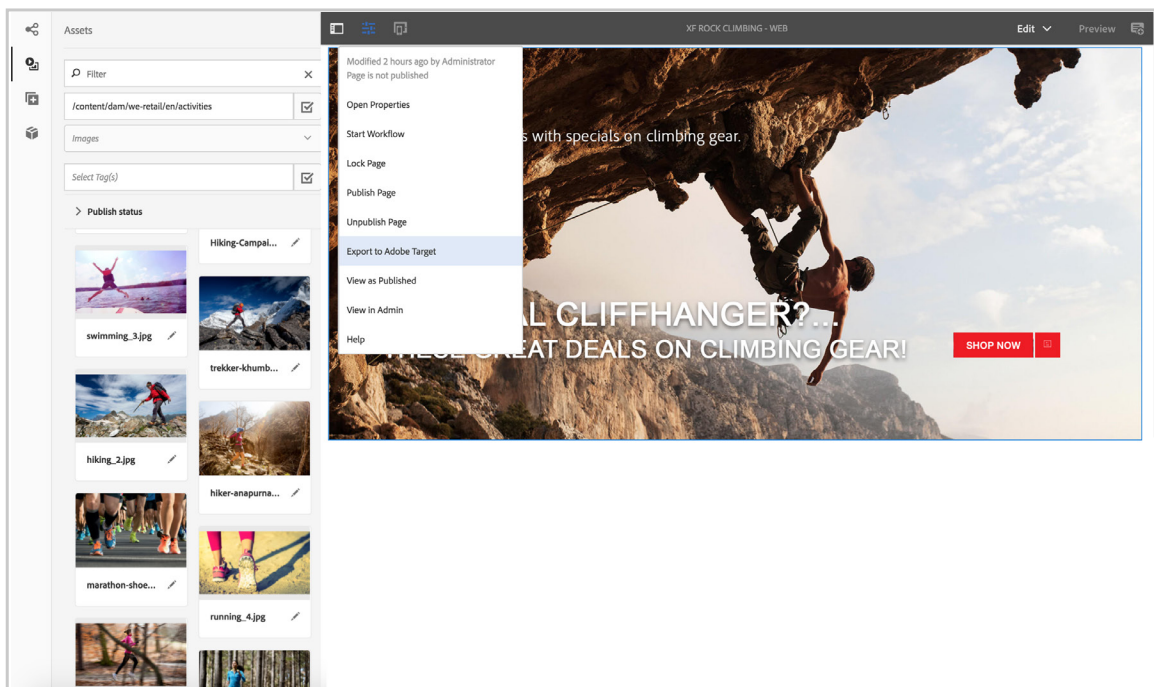 Assets
XF ROCK CLIMBING - WEB
Edit
Preview
Filter
/content/dam/we-retail/en/activities
Images
Select Tag(s)
Publish status
Hiking-Campai...
swimming_3.jpg
trekker-khumb...
hiking_2.jpg
hiker-anapurna...
marathon-shoe...
running_4.jpg
Modified 2 hours ago by Administrator
Page is not published
Open Properties
Start Workflow
Lock Page
Publish Page
Unpublish Page
Export to Adobe Target
View as Published
View in Admin
Help
s with specials on climbing gear.
AL CLIFFHANGER?...
THESE GREAT DEALS ON CLIMBING GEAR!
SHOP NOW